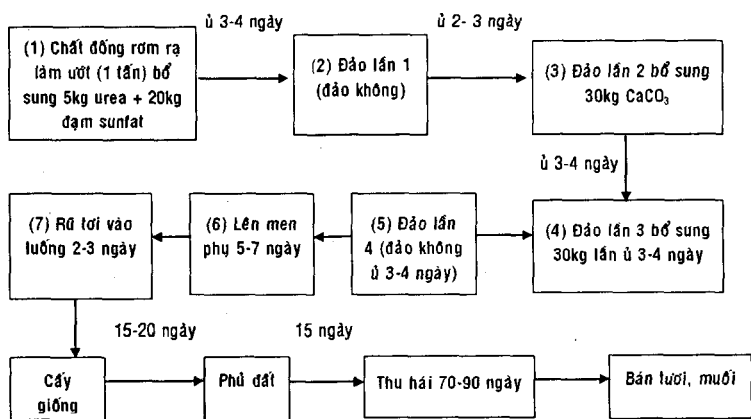 ủ 3-4 ngày
ủ 2- 3 ngày
(1) Chất đống rơm rạ
làm ướt (1 tấn) bổ
sung 5kg urea + 20kg
đạm sunfat
(2) Đảo lần 1
(đảo không)
(3) Đảo lần 2 bổ sung
30kg CaCO₃
ủ 3-4 ngày
(7) Rũ tơi vào
luống 2-3 ngày
(6) Lên men
phụ 5-7 ngày
(5) Đảo lần
4 (đảo không
ủ 3-4 ngày)
(4) Đảo lần 3 bổ sung
30kg lần ủ 3-4 ngày
15-20 ngày
15 ngày
Cấy
giống
Phủ đất
Thu hái 70-90 ngày
Bán tươi, muối